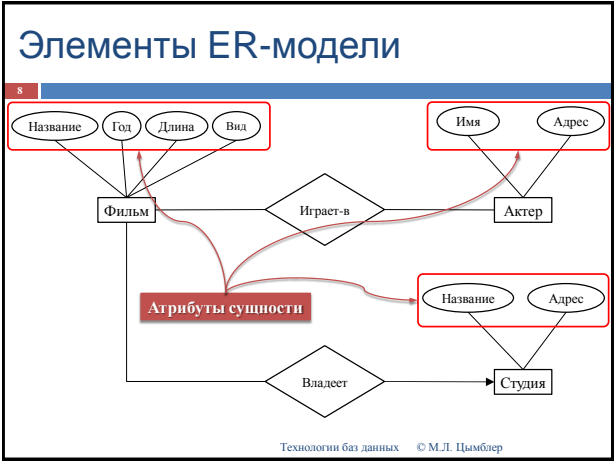 Элементы ER-модели
8
Название Год Длина Вид
Имя Адрес
Фильм Играет-в Актер
Название Адрес
Атрибуты сущности
Владеет Студия
Технологии баз данных © М.Л. Цымблер